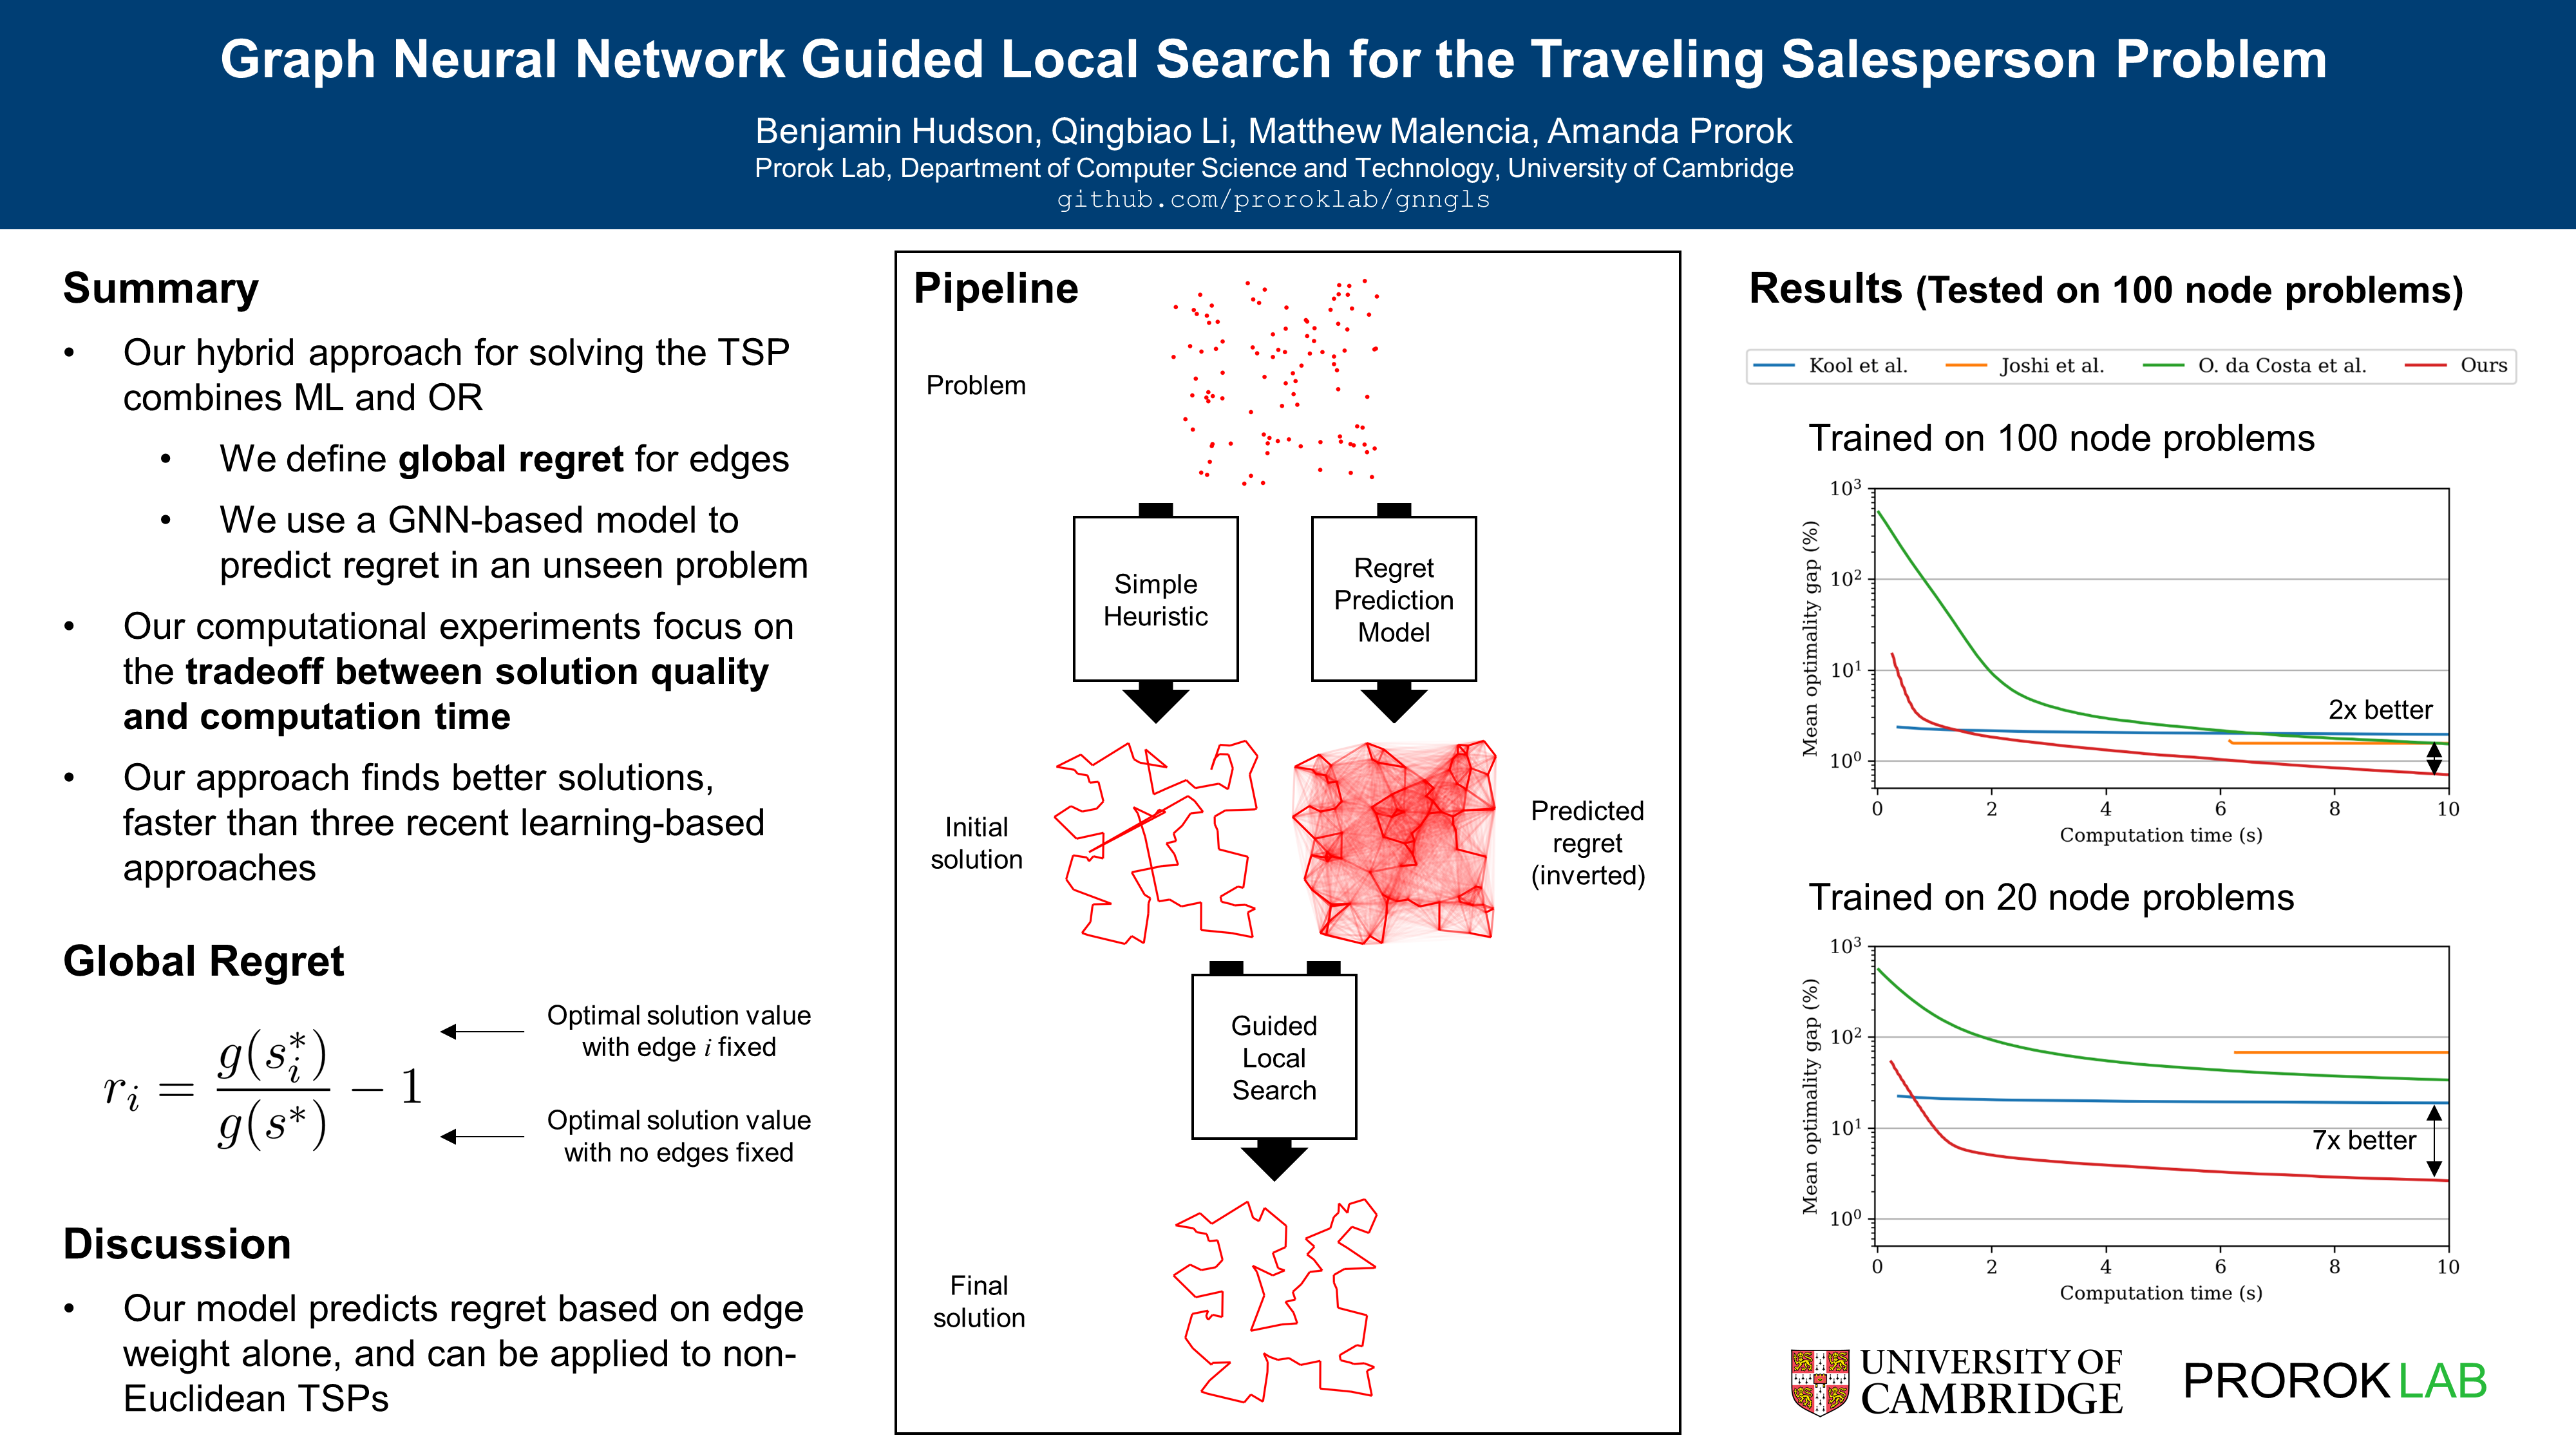 Graph Neural Network Guided Local Search for the Traveling Salesperson Problem
Benjamin Hudson, Qingbiao Li, Matthew Malencia, Amanda Prorok
Prorok Lab, Department of Computer Science and Technology, University of Cambridge
github.com/proroklab/gnngls
Summary
• Our hybrid approach for solving the TSP
combines ML and OR
• We define global regret for edges
• We use a GNN-based model to
predict regret in an unseen problem
• Our computational experiments focus on
the tradeoff between solution quality
and computation time
• Our approach finds better solutions,
faster than three recent learning-based
approaches
Global Regret
r_i = g(s_i^*) / g(s^*) − 1
Optimal solution value
with edge i fixed
Optimal solution value
with no edges fixed
Discussion
• Our model predicts regret based on edge
weight alone, and can be applied to non-
Euclidean TSPs
Pipeline
Problem
Simple
Heuristic
Regret
Prediction
Model
Initial
solution
Predicted
regret
(inverted)
Guided
Local
Search
Final
solution
Results (Tested on 100 node problems)
Kool et al. Joshi et al. O. da Costa et al. Ours
Trained on 100 node problems
Mean optimality gap (%)
10^3
10^2
10^1
10^0
2x better
0 2 4 6 8 10
Computation time (s)
Trained on 20 node problems
Mean optimality gap (%)
10^3
10^2
10^1
10^0
7x better
0 2 4 6 8 10
Computation time (s)
UNIVERSITY OF
CAMBRIDGE
PROROK LAB